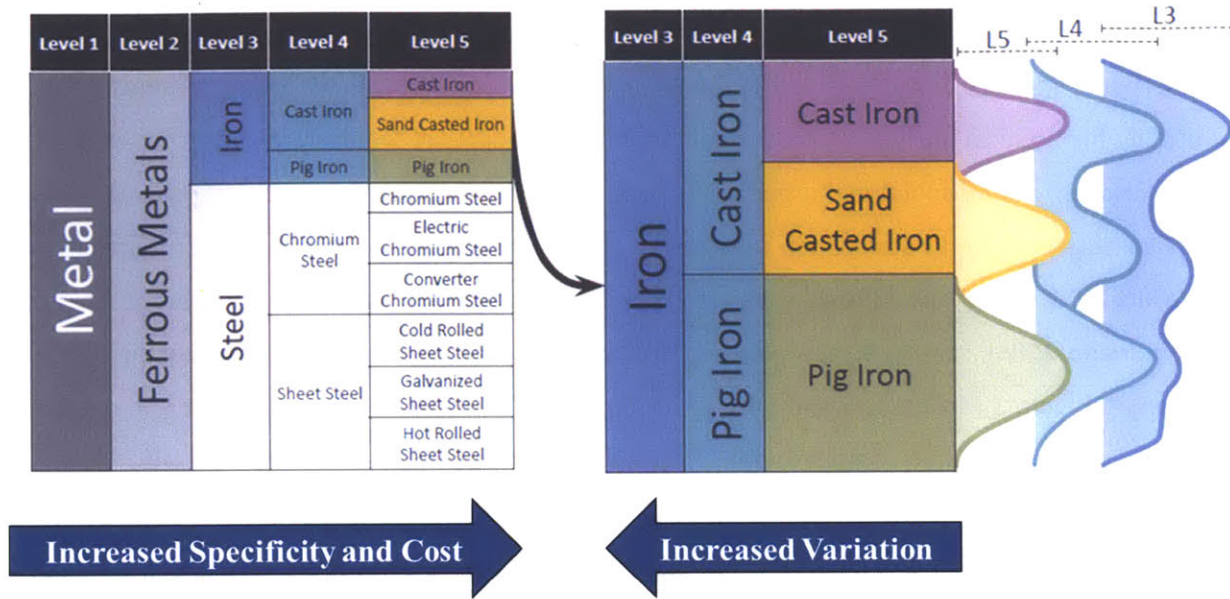 Level 1
Level 2
Level 3
Level 4
Level 5
Metal
Ferrous Metals
Iron
Steel
Cast Iron
Pig Iron
Chromium
Steel
Sheet Steel
Cast Iron
Sand Casted Iron
Pig Iron
Chromium Steel
Electric
Chromium Steel
Converter
Chromium Steel
Cold Rolled
Sheet Steel
Galvanized
Sheet Steel
Hot Rolled
Sheet Steel
Increased Specificity and Cost
Level 3
Level 4
Level 5
Iron
Cast Iron
Pig Iron
Cast Iron
Sand
Casted Iron
Pig Iron
L5
L4
L3
Increased Variation